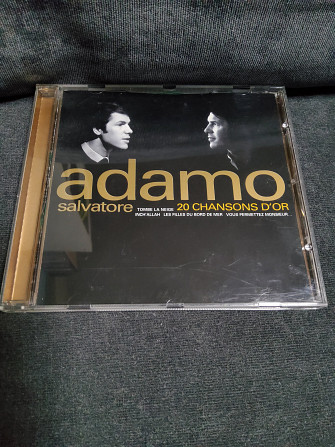 adamo
salvatore TOMBE LA NEIGE 20 CHANSONS D'OR
INCH'ALLAH LES FILLES DU BORD DE MER VOUS PERMETTEZ MONSIEUR...